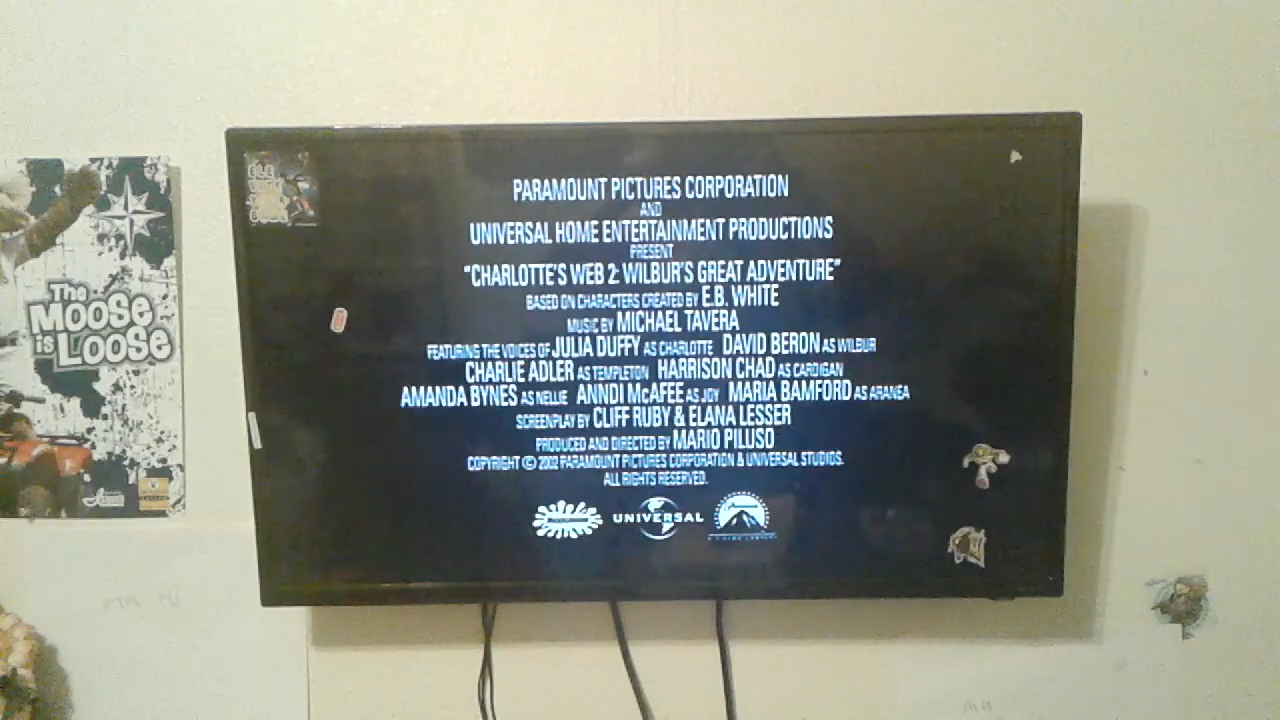 The
MOOSE
is LOOSE
PARAMOUNT PICTURES CORPORATION
AND
UNIVERSAL HOME ENTERTAINMENT PRODUCTIONS
PRESENT
"CHARLOTTE'S WEB 2: WILBUR'S GREAT ADVENTURE"
BASED ON CHARACTERS CREATED BY E.B. WHITE
MUSIC BY MICHAEL TAVERA
FEATURING THE VOICES OF JULIA DUFFY AS CHARLOTTE DAVID BERON AS WILBUR
CHARLIE ADLER AS TEMPLETON HARRISON CHAD AS CARDIGAN
AMANDA BYNES AS NELLIE ANNDI McAFEE AS JOY MARIA BAMFORD AS ARANEA
SCREENPLAY BY CLIFF RUBY & ELANA LESSER
PRODUCED AND DIRECTED BY MARIO PILUSO
COPYRIGHT © 2002 PARAMOUNT PICTURES CORPORATION & UNIVERSAL STUDIOS.
ALL RIGHTS RESERVED.
UNIVERSAL